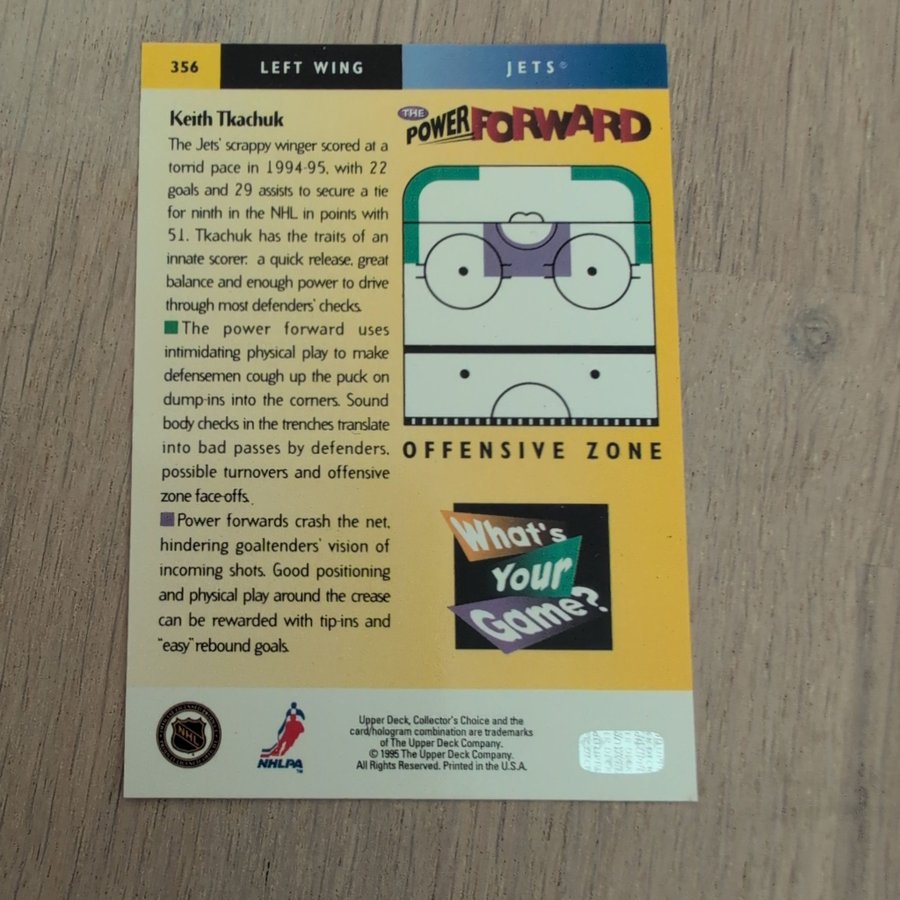 356 LEFT WING JETS®
Keith Tkachuk
The Jets' scrappy winger scored at a
torrid pace in 1994-95, with 22
goals and 29 assists to secure a tie
for ninth in the NHL in points with
51. Tkachuk has the traits of an
innate scorer: a quick release, great
balance and enough power to drive
through most defenders' checks.
The power forward uses
intimidating physical play to make
defensemen cough up the puck on
dump-ins into the corners. Sound
body checks in the trenches translate
into bad passes by defenders,
possible turnovers and offensive
zone face-offs.
Power forwards crash the net,
hindering goaltenders' vision of
incoming shots. Good positioning
and physical play around the crease
can be rewarded with tip-ins and
"easy" rebound goals.
THE POWER FORWARD
OFFENSIVE ZONE
What's
Your
Game?
NHL
NHLPA™
Upper Deck, Collector's Choice and the
card/hologram combination are trademarks
of The Upper Deck Company.
© 1995 The Upper Deck Company.
All Rights Reserved. Printed in the U.S.A.